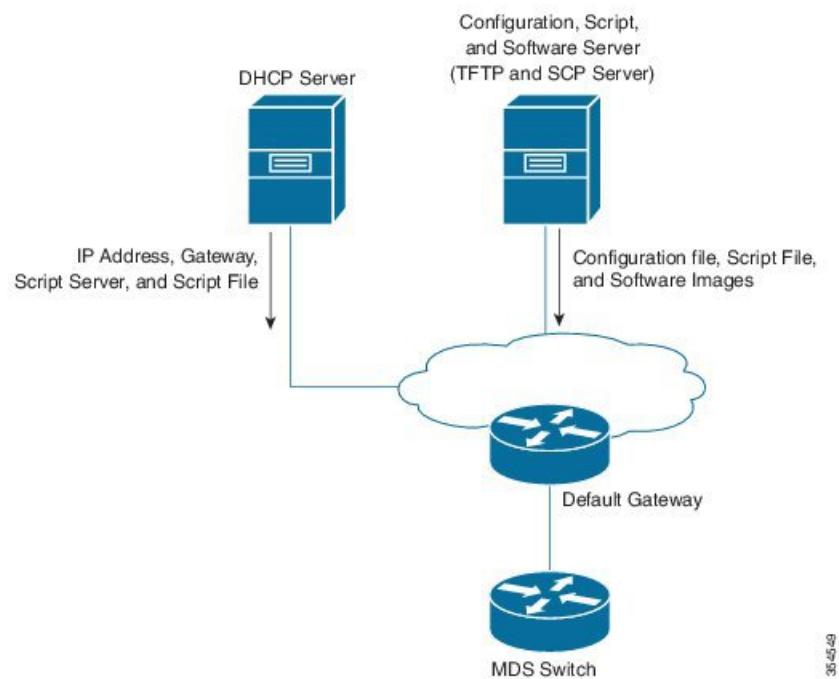 Configuration, Script,
and Software Server
(TFTP and SCP Server)
DHCP Server
IP Address, Gateway,
Script Server, and Script File
Configuration file, Script File,
and Software Images
Default Gateway
MDS Switch
354549